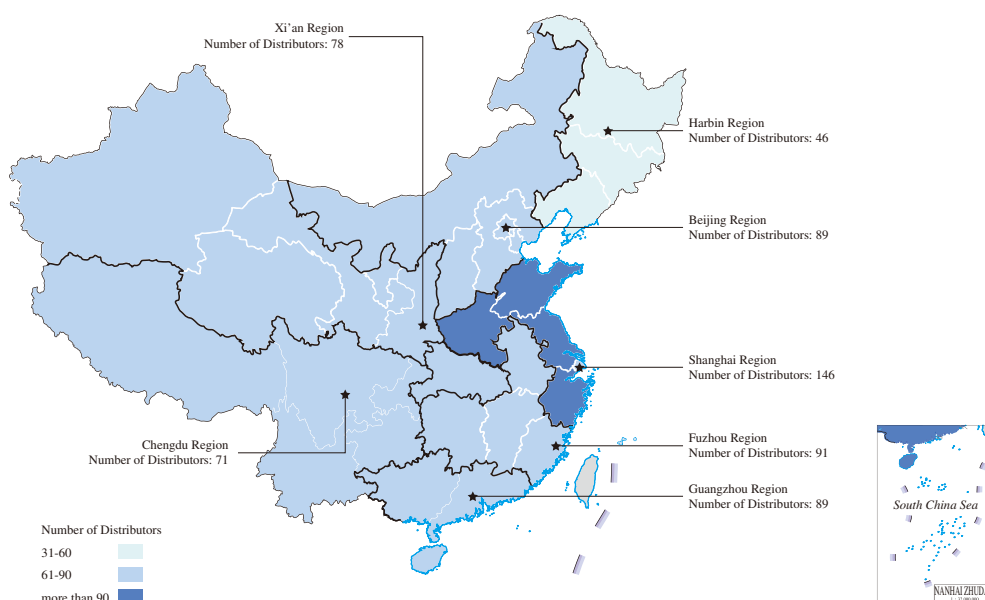 Xi’an Region
Number of Distributors: 78
Harbin Region
Number of Distributors: 46
Beijing Region
Number of Distributors: 89
Shanghai Region
Number of Distributors: 146
Chengdu Region
Number of Distributors: 71
Fuzhou Region
Number of Distributors: 91
Guangzhou Region
Number of Distributors: 89
South China Sea
Number of Distributors
31-60
61-90
more than 90
NANHAI ZHUD